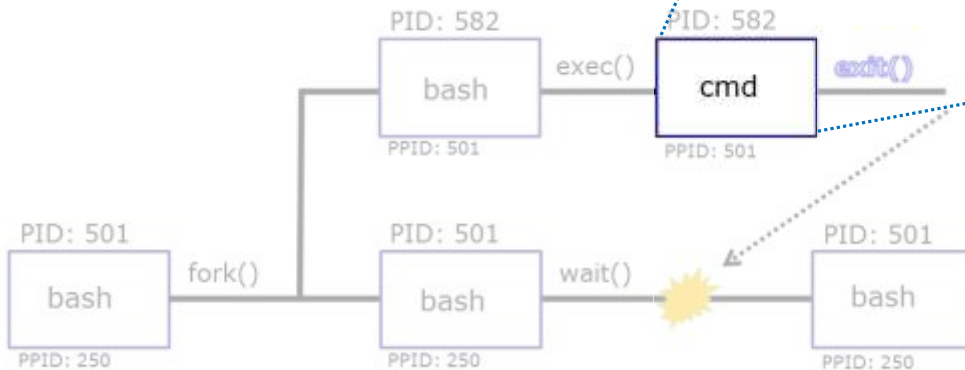 PID: 582
PID: 582
bash
exec()
cmd
exit()
PPID: 501
PPID: 501
PID: 501
PID: 501
PID: 501
bash
fork()
bash
wait()
bash
PPID: 250
PPID: 250
PPID: 250